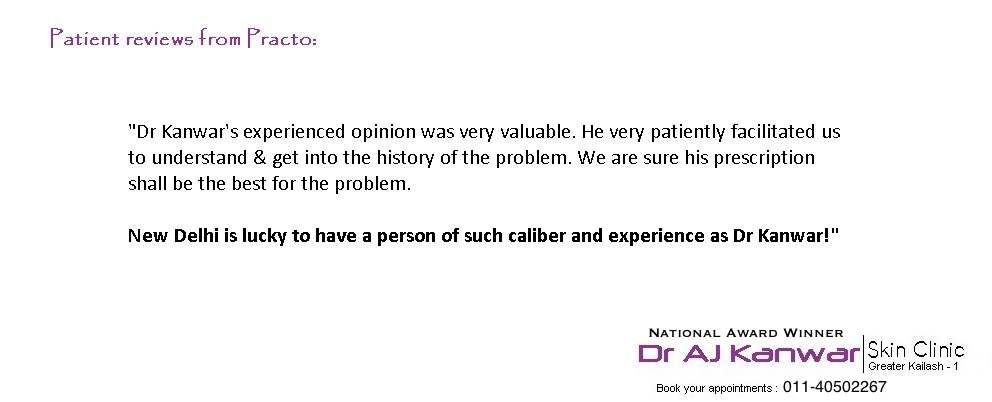 Patient reviews from Practo:
"Dr Kanwar's experienced opinion was very valuable. He very patiently facilitated us
to understand & get into the history of the problem. We are sure his prescription
shall be the best for the problem.
New Delhi is lucky to have a person of such caliber and experience as Dr Kanwar!"
NATIONAL AWARD WINNER
Dr AJ Kanwar Skin Clinic
Greater Kailash - 1
Book your appointments : 011-40502267